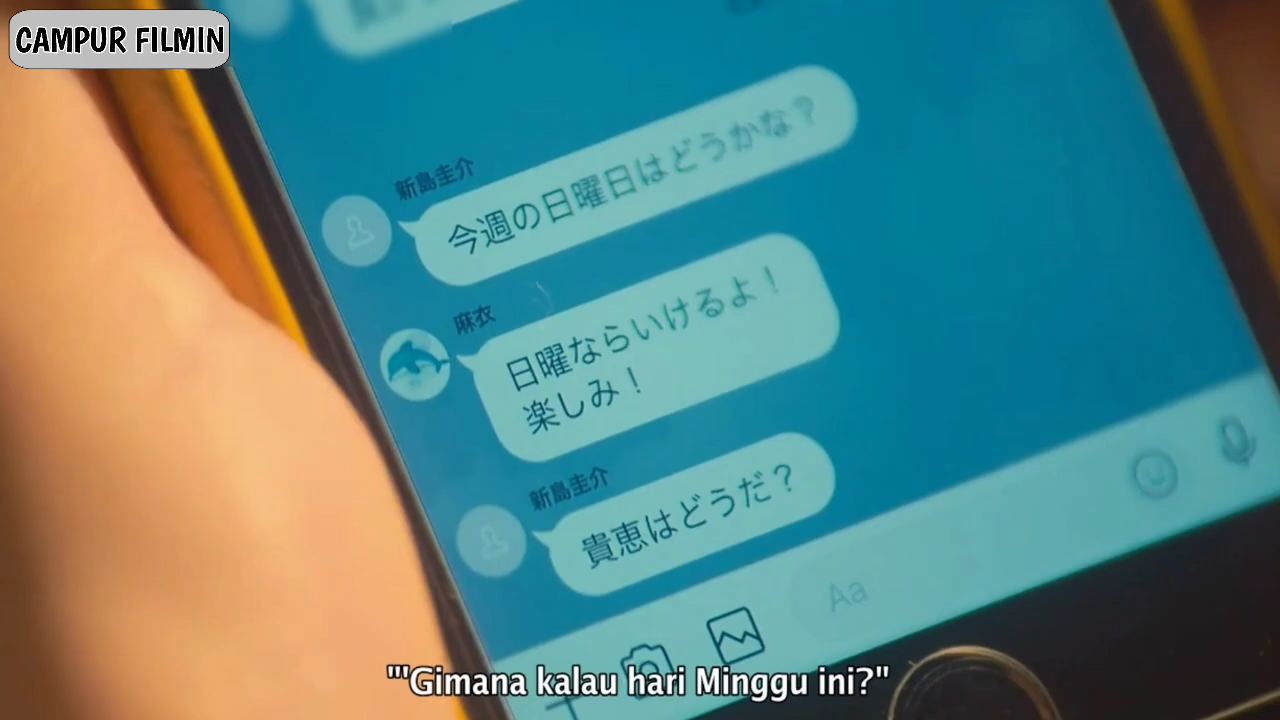 CAMPUR FILMIN
新島圭介
今週の日曜日はどうかな？
麻衣
日曜ならいけるよ！
楽しみ！
新島圭介
貴恵はどうだ？
Aa
"'Gimana kalau hari Minggu ini?"